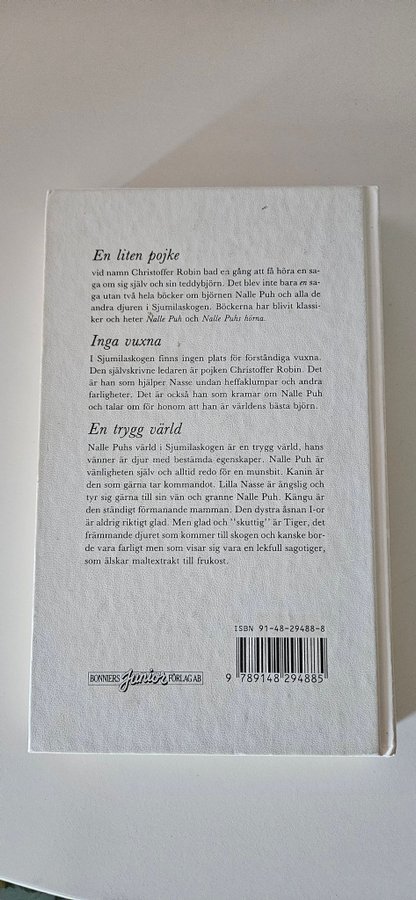 En liten pojke
vid namn Christoffer Robin bad en gång att få höra en sa-
ga om sig själv och sin teddybjörn. Det blev inte bara en sa-
ga utan två hela böcker om björnen Nalle Puh och alla de
andra djuren i Sjumilaskogen. Böckerna har blivit klassi-
ker och heter Nalle Puh och Nalle Puhs hörna.
Inga vuxna
I Sjumilaskogen finns ingen plats för förståndiga vuxna.
Den självskrivne ledaren är pojken Christoffer Robin. Det
är han som hjälper Nasse undan heffaklumpar och andra
farligheter. Det är också han som kramar om Nalle Puh
och talar om för honom att han är världens bästa björn.
En trygg värld
Nalle Puhs värld i Sjumilaskogen är en trygg värld, hans
vänner är djur med bestämda egenskaper. Nalle Puh är
vänligheten själv och alltid redo för en munsbit. Kanin är
den som gärna tar kommandot. Lilla Nasse är ängslig och
tyr sig gärna till sin vän och granne Nalle Puh. Kängu är
den ständigt förmanande mamman. Den dystra åsnan I-or
är aldrig riktigt glad. Men glad och "skuttig" är Tiger, det
främmande djuret som kommer till skogen och kanske bor-
de vara farligt men som visar sig vara en lekfull sagotiger,
som älskar maltextrakt till frukost.
ISBN 91-48-29488-8
BONNIERS Junior FÖRLAG AB
9 789148 294885